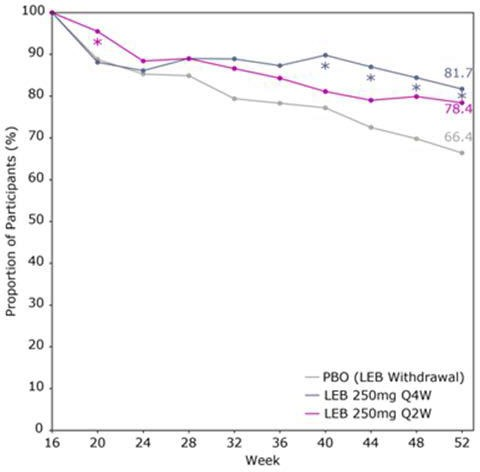 100
90
80
70
60
50
40
30
20
10
0
Proportion of Participants (%)
81.7
78.4
66.4
*
* * * *
PBO (LEB Withdrawal)
LEB 250mg Q4W
LEB 250mg Q2W
16 20 24 28 32 36 40 44 48 52
Week